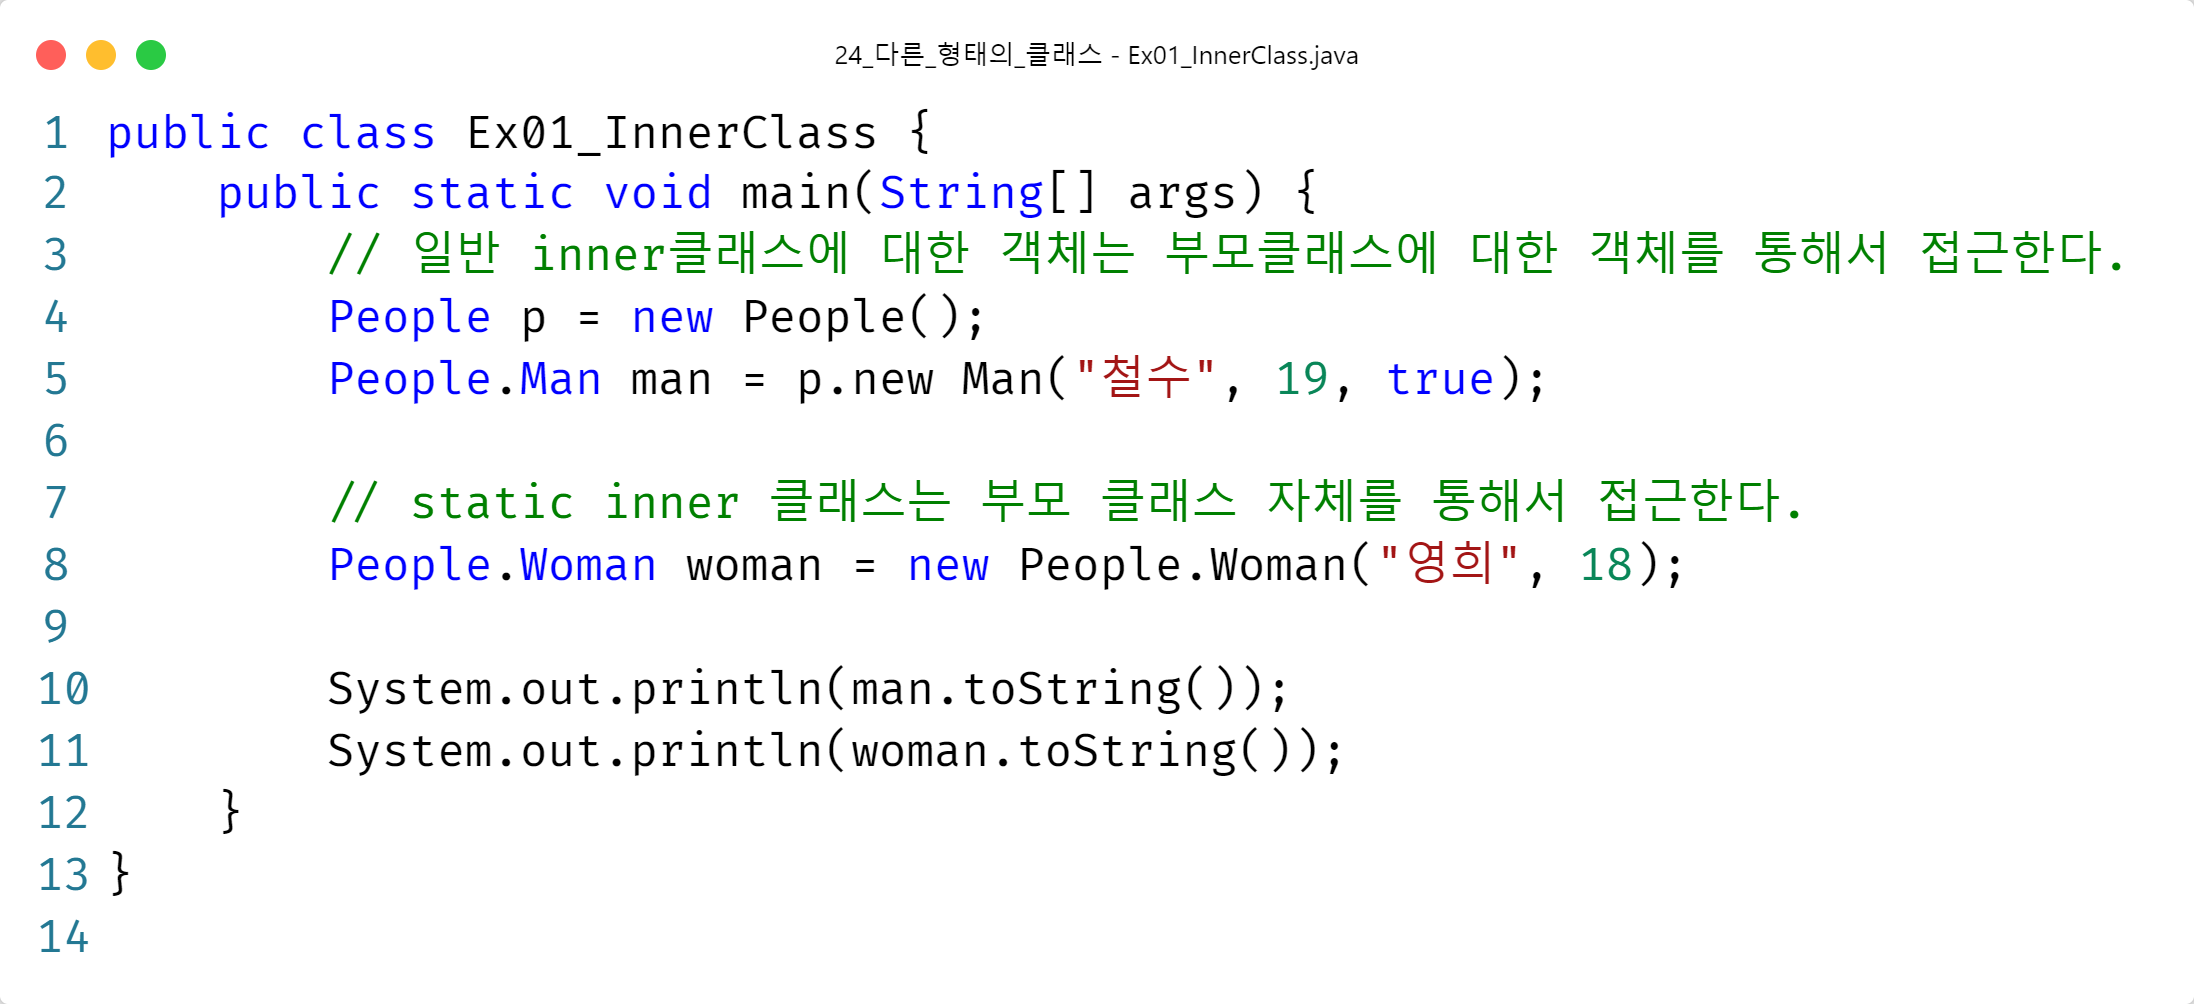 24_다른_형태의_클래스 - Ex01_InnerClass.java
1 public class Ex01_InnerClass {
2     public static void main(String[] args) {
3         // 일반 inner클래스에 대한 객체는 부모클래스에 대한 객체를 통해서 접근한다.
4         People p = new People();
5         People.Man man = p.new Man("철수", 19, true);
6
7         // static inner 클래스는 부모 클래스 자체를 통해서 접근한다.
8         People.Woman woman = new People.Woman("영희", 18);
9
10         System.out.println(man.toString());
11         System.out.println(woman.toString());
12     }
13 }
14